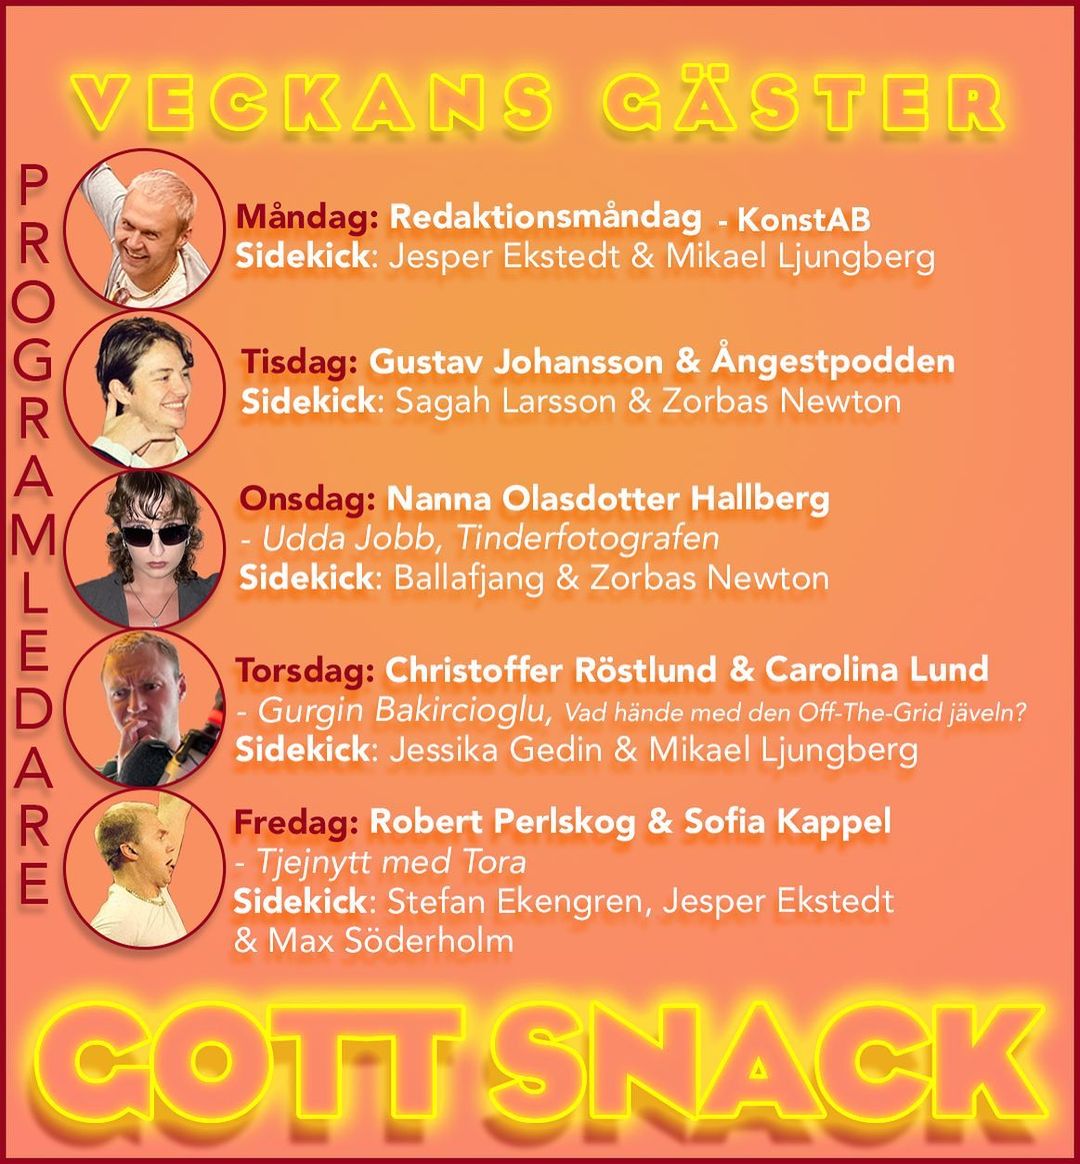 VECKANS GÄSTER
PROGRAMLEDARE
Måndag: Redaktionsmåndag - KonstAB
Sidekick: Jesper Ekstedt & Mikael Ljungberg
Tisdag: Gustav Johansson & Ångestpodden
Sidekick: Sagah Larsson & Zorbas Newton
Onsdag: Nanna Olasdotter Hallberg
- Udda Jobb, Tinderfotografen
Sidekick: Ballafjang & Zorbas Newton
Torsdag: Christoffer Röstlund & Carolina Lund
- Gurgin Bakircioglu, Vad hände med den Off-The-Grid jäveln?
Sidekick: Jessika Gedin & Mikael Ljungberg
Fredag: Robert Perlskog & Sofia Kappel
- Tjejnytt med Tora
Sidekick: Stefan Ekengren, Jesper Ekstedt
& Max Söderholm
GOTT SNACK